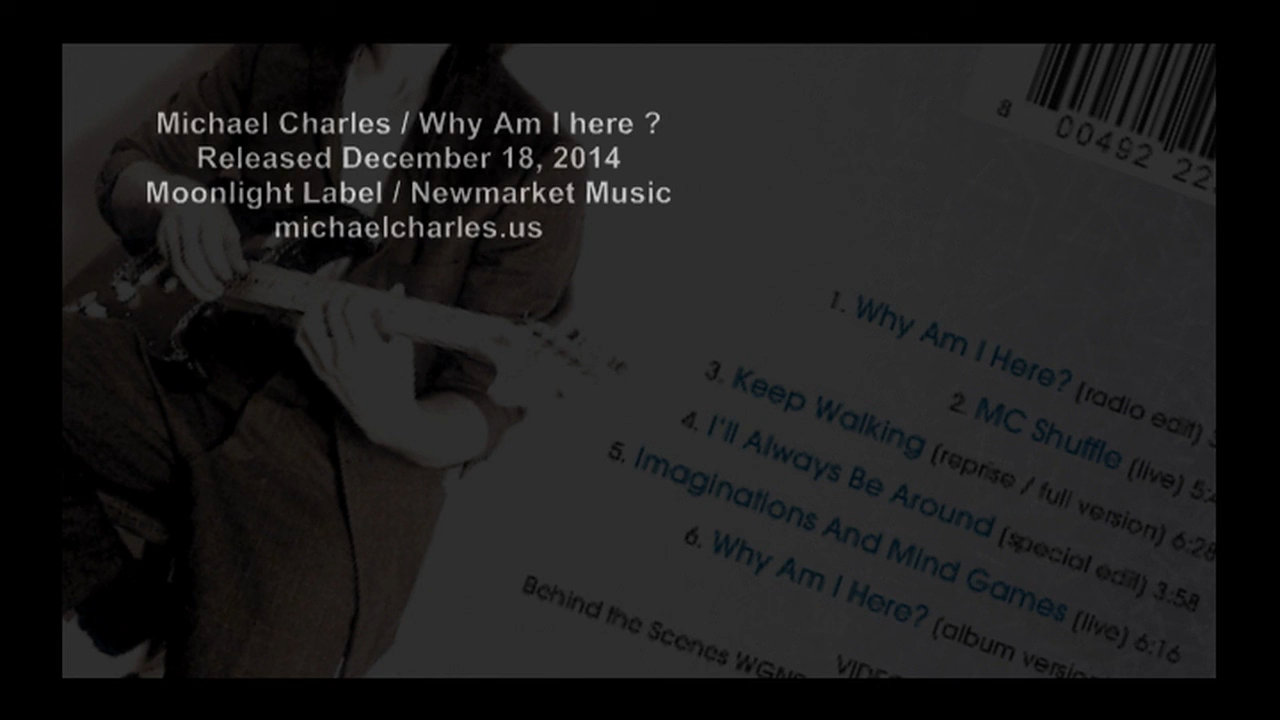 Michael Charles / Why Am I here ?
Released December 18, 2014
Moonlight Label / Newmarket Music
michaelcharles.us
8 00492 22
1. Why Am I Here? (radio edit)
2. MC Shuffle (live)
3. Keep Walking (reprise / full version) 6:28
4. I'll Always Be Around (special edit) 3:58
5. Imaginations And Mind Games (live) 6:16
6. Why Am I Here? (album
Behind the Scenes